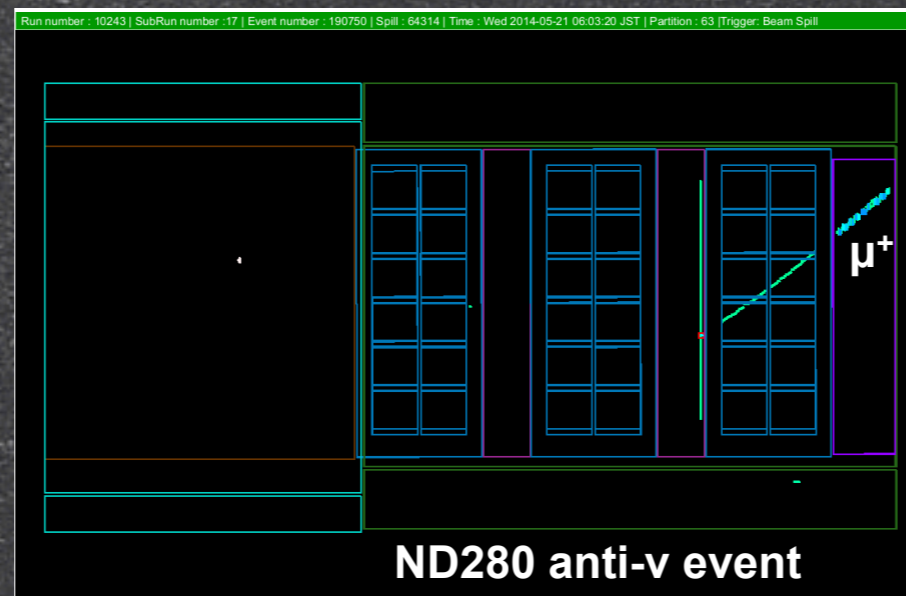 Run number : 10243 | SubRun number :17 | Event number : 190750 | Spill : 64314 | Time : Wed 2014-05-21 06:03:20 JST | Partition : 63 |Trigger: Beam Spill
μ+
ND280 anti-ν event